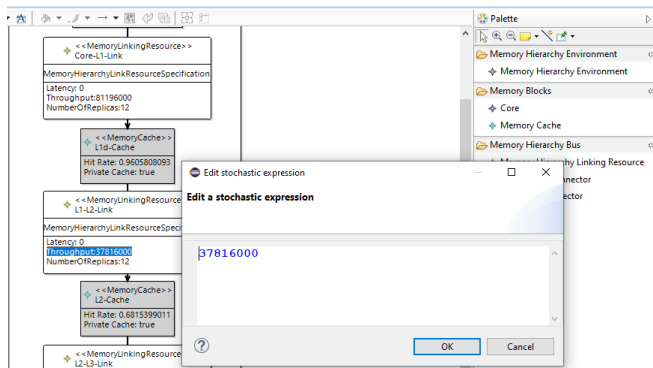 <<MemoryLinkingResource>>
Core-L1-Link
MemoryHierarchyLinkResourceSpecification
Latency: 0
Throughput:81196000
NumberOfReplicas:12
<<MemoryCache>>
L1d-Cache
Hit Rate: 0.9605808093
Private Cache: true
<<MemoryLinkingResource
L1-L2-Link
MemoryHierarchyLinkResourceSpeci
Latency: 0
Throughput:37816000
NumberOfReplicas:12
<<MemoryCache>>
L2-Cache
Hit Rate: 0.6815399011
Private Cache: true
<<MemoryLinkingResource
L2-L3-Link
Edit stochastic expression
Edit a stochastic expression
37816000
OK
Cancel
Palette
Memory Hierarchy Environment
Memory Hierarchy Environment
Memory Blocks
Core
Memory Cache
Memory Hierarchy Bus
hy Linking Resource
nnector
ector